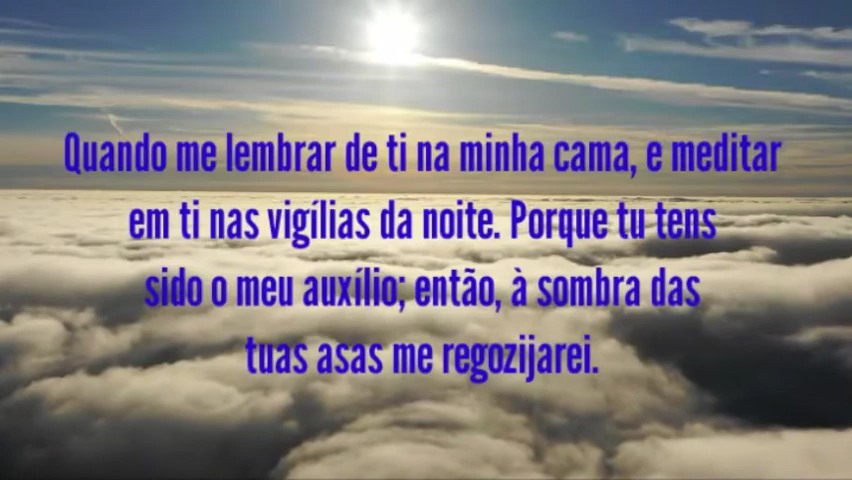 Quando me lembrar de ti na minha cama, e meditar
em ti nas vigílias da noite. Porque tu tens
sido o meu auxílio; então, à sombra das
tuas asas me regozijarei.